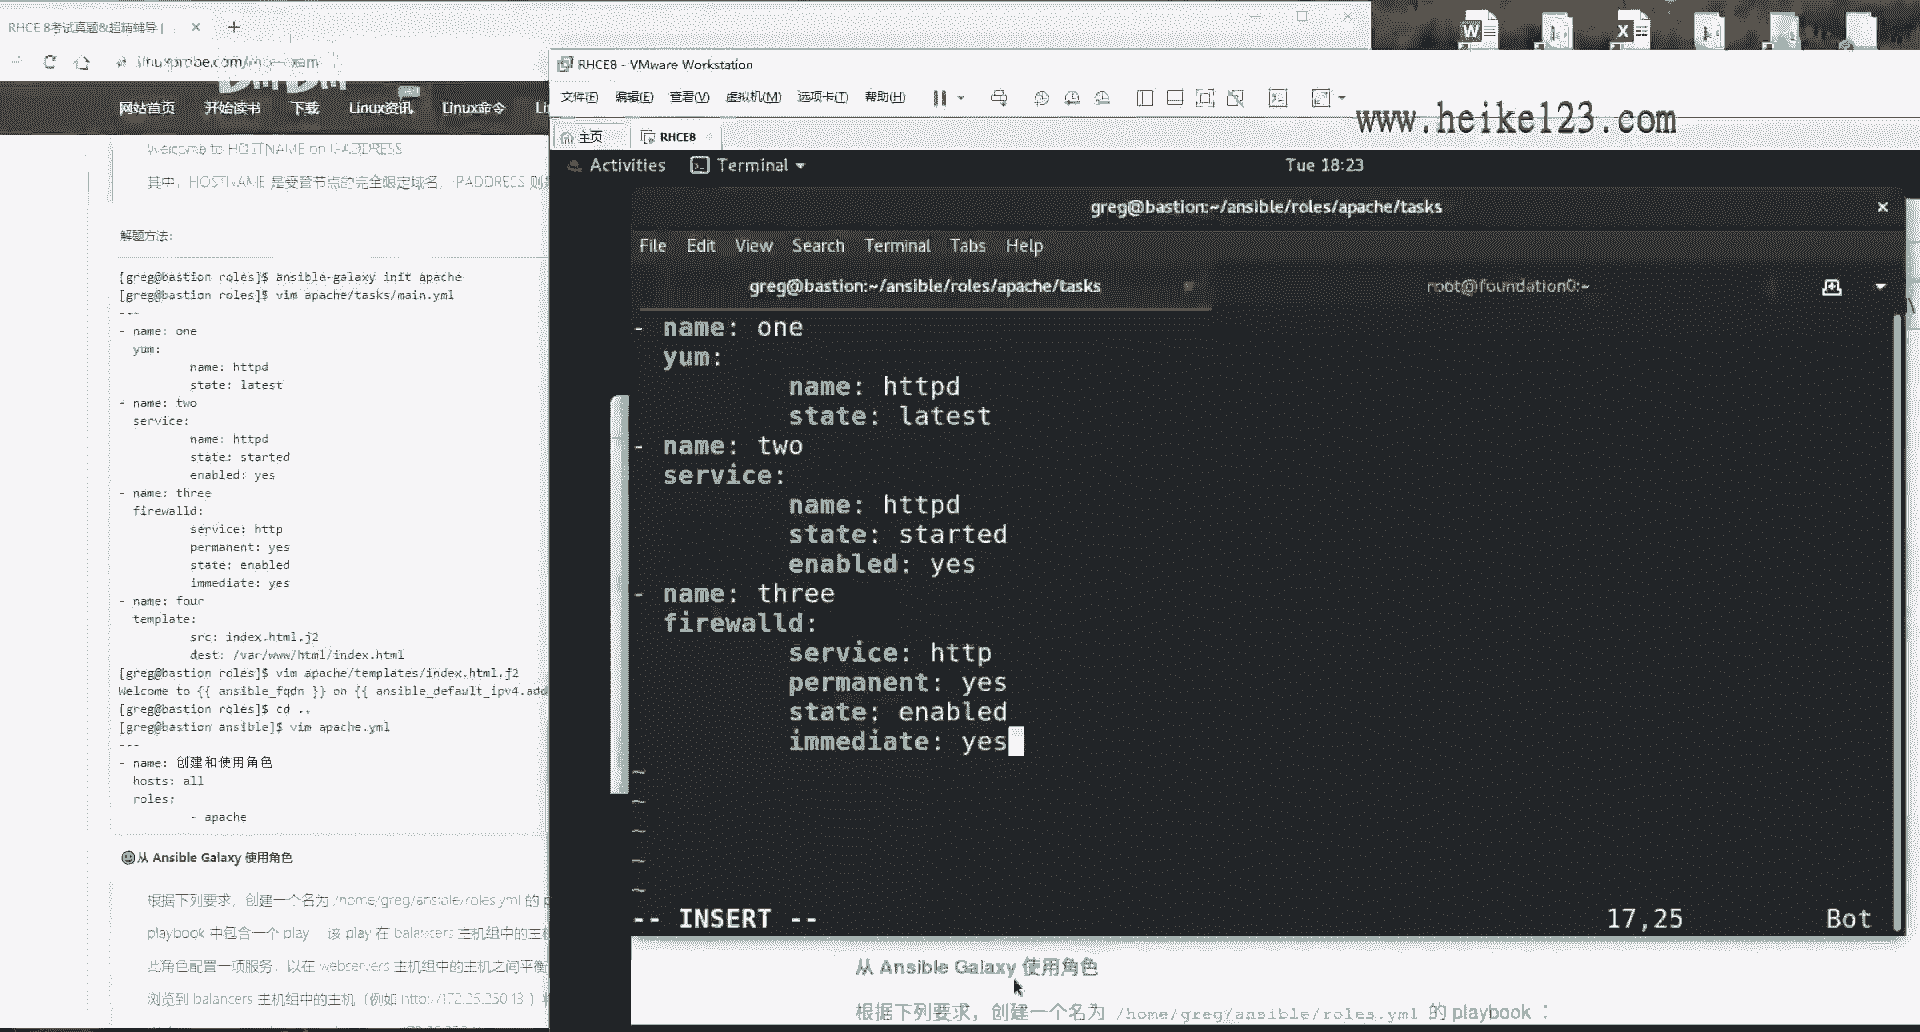 RHCE 8考试真题&超精辅导 |
网站首页 开始读书 下载 Linux资讯 Linux命令
Welcome to HOSTNAME on IPADDRESS
其中，HOSTNAME 是受管节点的完全限定域名，IPADDRESS 则
解题方法:
[greg@bastion roles]$ ansible-galaxy init apache
[greg@bastion roles]$ vim apache/tasks/main.yml
---
- name: one
yum:
name: httpd
state: latest
- name: two
service:
name: httpd
state: started
enabled: yes
- name: three
firewalld:
service: http
permanent: yes
state: enabled
immediate: yes
- name: four
template:
src: index.html.j2
dest: /var/www/html/index.html
[greg@bastion roles]$ vim apache/templates/index.html.j2
Welcome to {{ ansible_fqdn }} on {{ ansible_default_ipv4.add
[greg@bastion roles]$ cd ..
[greg@bastion ansible]$ vim apache.yml
---
- name: 创建和使用角色
hosts: all
roles:
- apache
从 Ansible Galaxy 使用角色
根据下列要求，创建一个名为 /home/greg/ansible/roles.yml 的
playbook 中包含一个 play，该 play 在 balancers 主机组中的主
此角色配置一项服务，以在 webservers 主机组中的主机之间平衡
浏览到 balancers 主机组中的主机（例如 http://172.25.250.13 ）
RHCE8 - VMware Workstation
文件(F) 编辑(E) 查看(V) 虚拟机(M) 选项卡(T) 帮助(H)
www.heike123.com
主页 RHCE8
Activities Terminal Tue 18:23
greg@bastion:~/ansible/roles/apache/tasks
File Edit View Search Terminal Tabs Help
greg@bastion:~/ansible/roles/apache/tasks root@foundation0:~
- name: one
yum:
name: httpd
state: latest
- name: two
service:
name: httpd
state: started
enabled: yes
- name: three
firewalld:
service: http
permanent: yes
state: enabled
immediate: yes
~
~
~
~
~
-- INSERT -- 17,25 Bot
从 Ansible Galaxy 使用角色
根据下列要求，创建一个名为 /home/greg/ansible/roles.yml 的 playbook ：